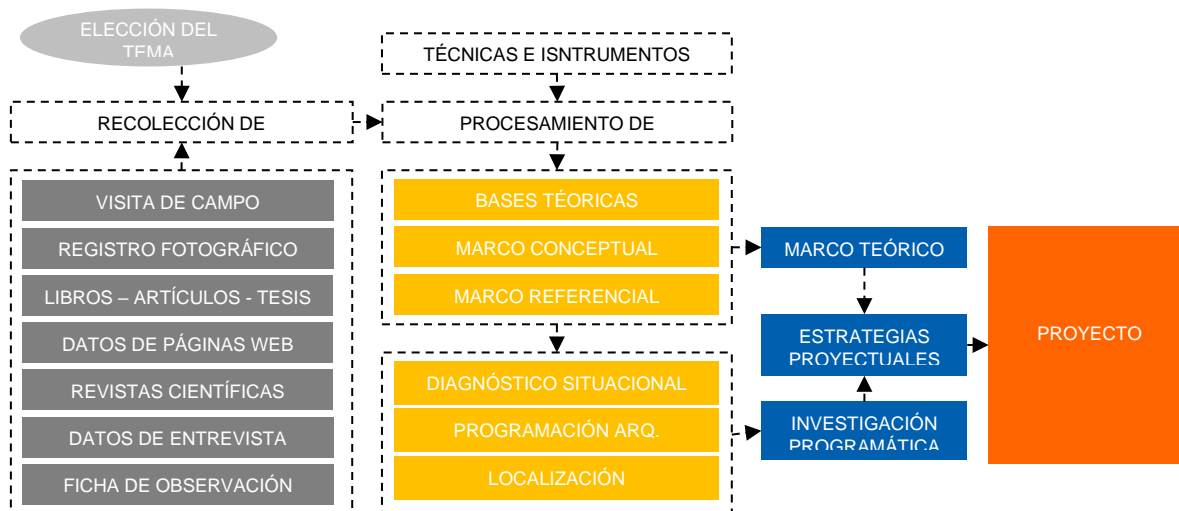 ELECCIÓN DEL
TEMA
TÉCNICAS E ISNTRUMENTOS
RECOLECCIÓN DE
PROCESAMIENTO DE
VISITA DE CAMPO
REGISTRO FOTOGRÁFICO
LIBROS – ARTÍCULOS - TESIS
DATOS DE PÁGINAS WEB
REVISTAS CIENTÍFICAS
DATOS DE ENTREVISTA
FICHA DE OBSERVACIÓN
BASES TÉORICAS
MARCO CONCEPTUAL
MARCO REFERENCIAL
DIAGNÓSTICO SITUACIONAL
PROGRAMACIÓN ARQ.
LOCALIZACIÓN
MARCO TEÓRICO
ESTRATEGIAS
PROYECTUALES
INVESTIGACIÓN
PROGRAMÁTICA
PROYECTO